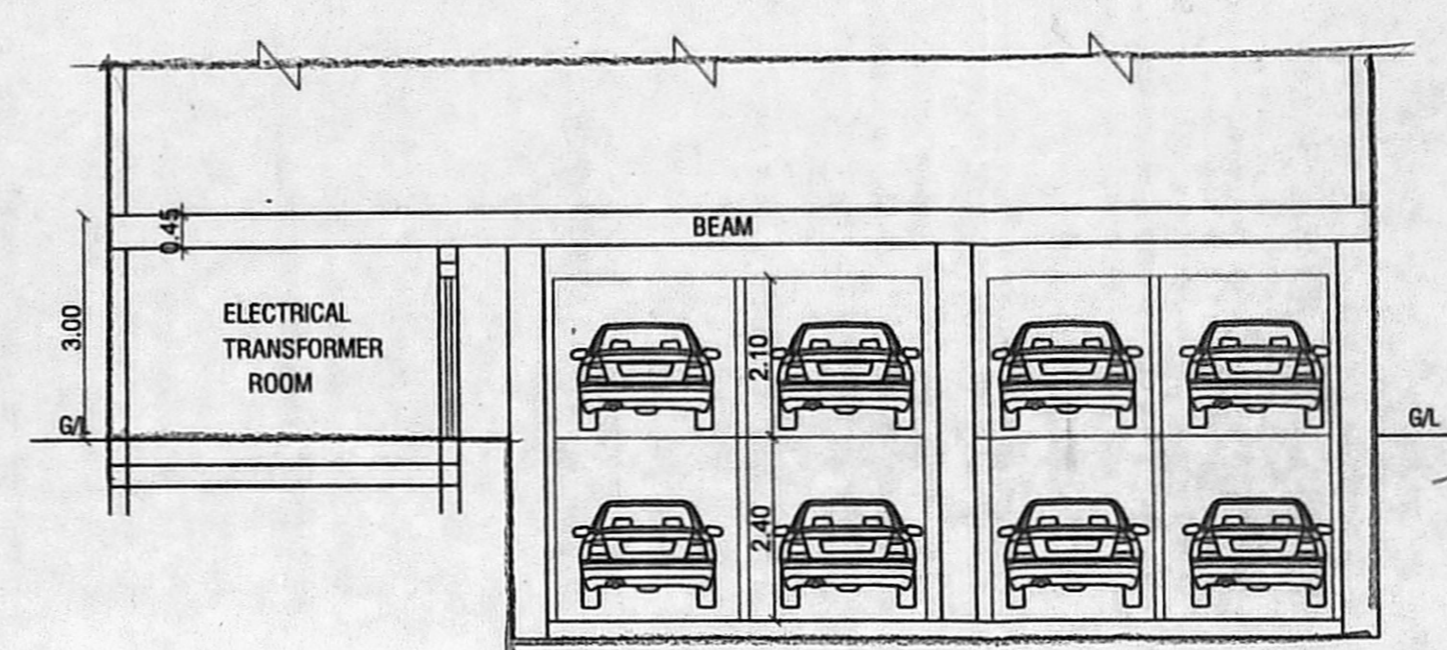 0.45
BEAM
3.00
ELECTRICAL
TRANSFORMER
ROOM
2.10
G/L
G/L
2.40